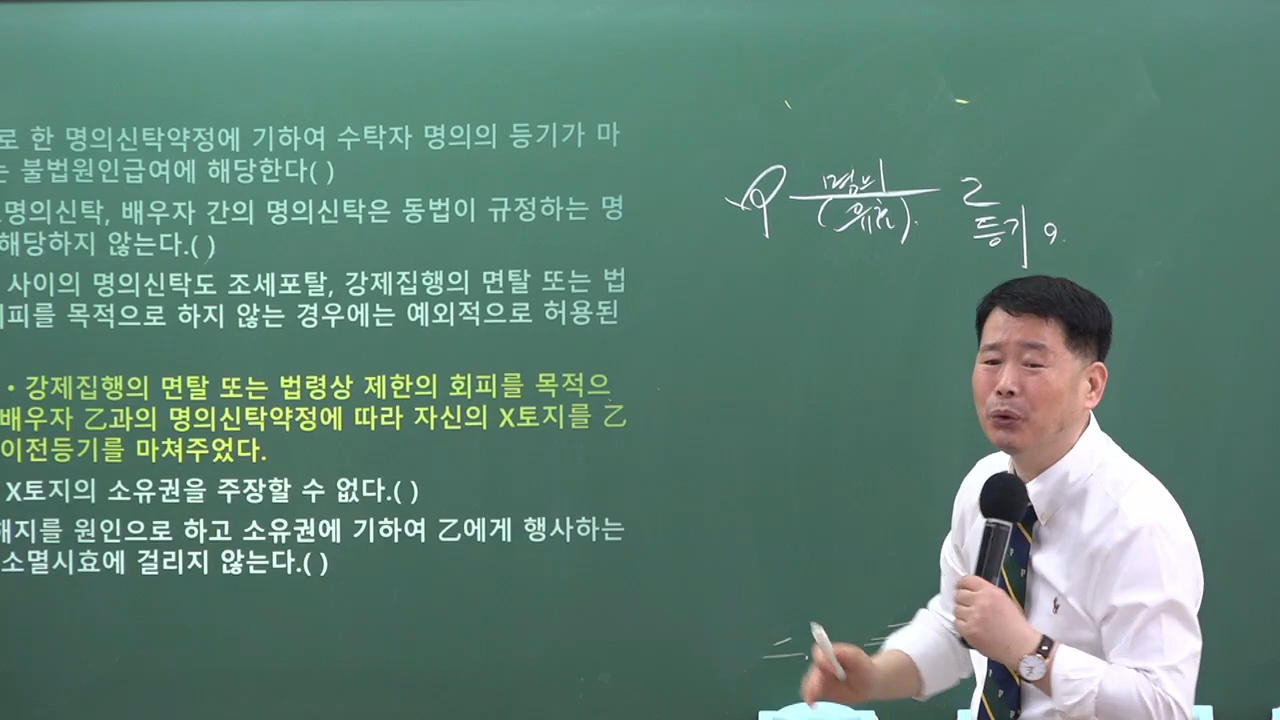 로 한 명의신탁약정에 기하여 수탁자 명의의 등기가 마
는 불법원인급여에 해당한다( )
명의신탁, 배우자 간의 명의신탁은 동법이 규정하는 명
해당하지 않는다.( )
사이의 명의신탁도 조세포탈, 강제집행의 면탈 또는 법
회피를 목적으로 하지 않는 경우에는 예외적으로 허용된
・강제집행의 면탈 또는 법령상 제한의 회피를 목적으
배우자 乙과의 명의신탁약정에 따라 자신의 X토지를 乙
이전등기를 마쳐주었다.
X토지의 소유권을 주장할 수 없다.( )
해지를 원인으로 하고 소유권에 기하여 乙에게 행사하는
소멸시효에 걸리지 않는다.( )
명의
(유효)
乙
등기